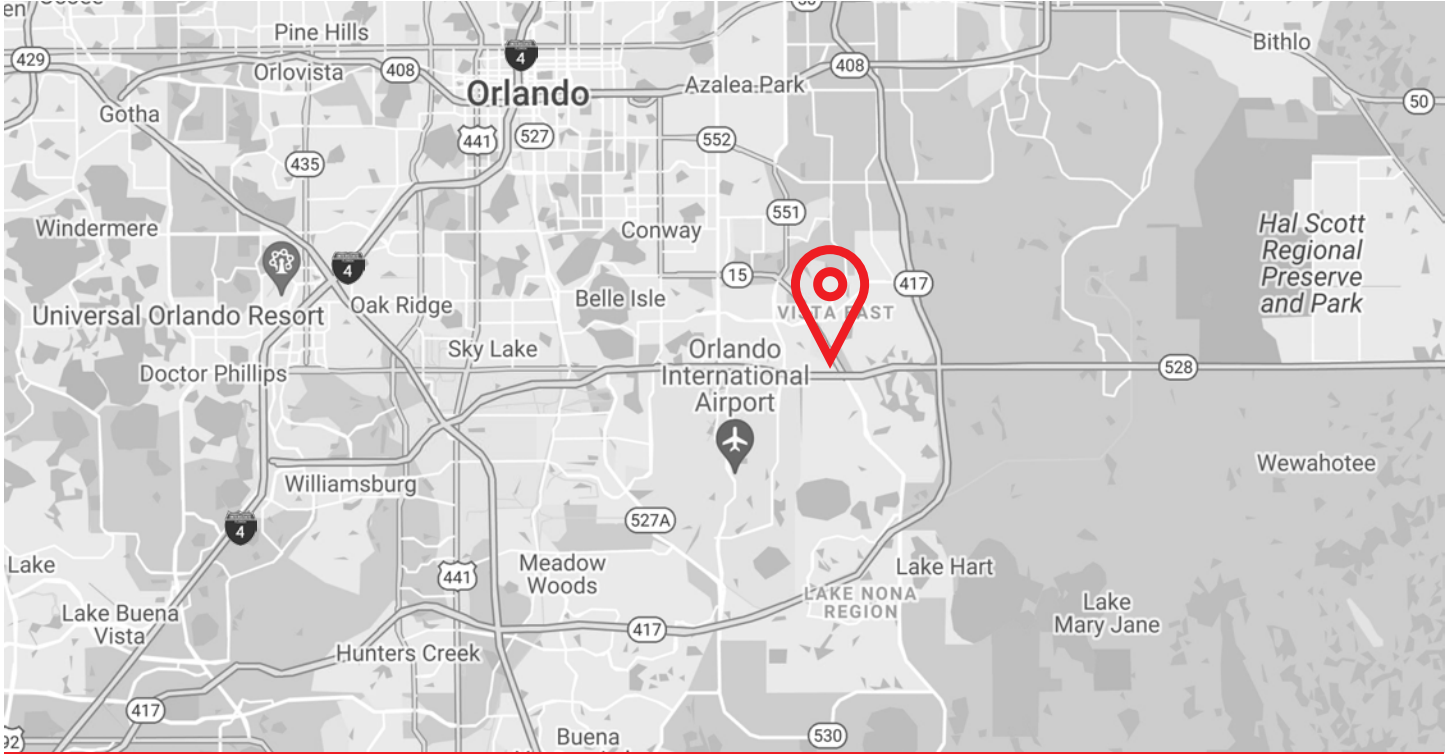 Pine Hills
429
Orlovista
408
4
Orlando
Azalea Park
408
Bithlo
50
Gotha
441
527
552
435
Windermere
551
Conway
Hal Scott
Regional
Preserve
and Park
4
15
417
Universal Orlando Resort
Oak Ridge
Belle Isle
Sky Lake
Orlando
International
Airport
Doctor Phillips
528
Wewahotee
Williamsburg
4
527A
Lake
441
Meadow
Woods
Lake Hart
LAKE NONA
REGION
Lake Buena
Vista
Lake
Mary Jane
417
Hunters Creek
417
530
Buena